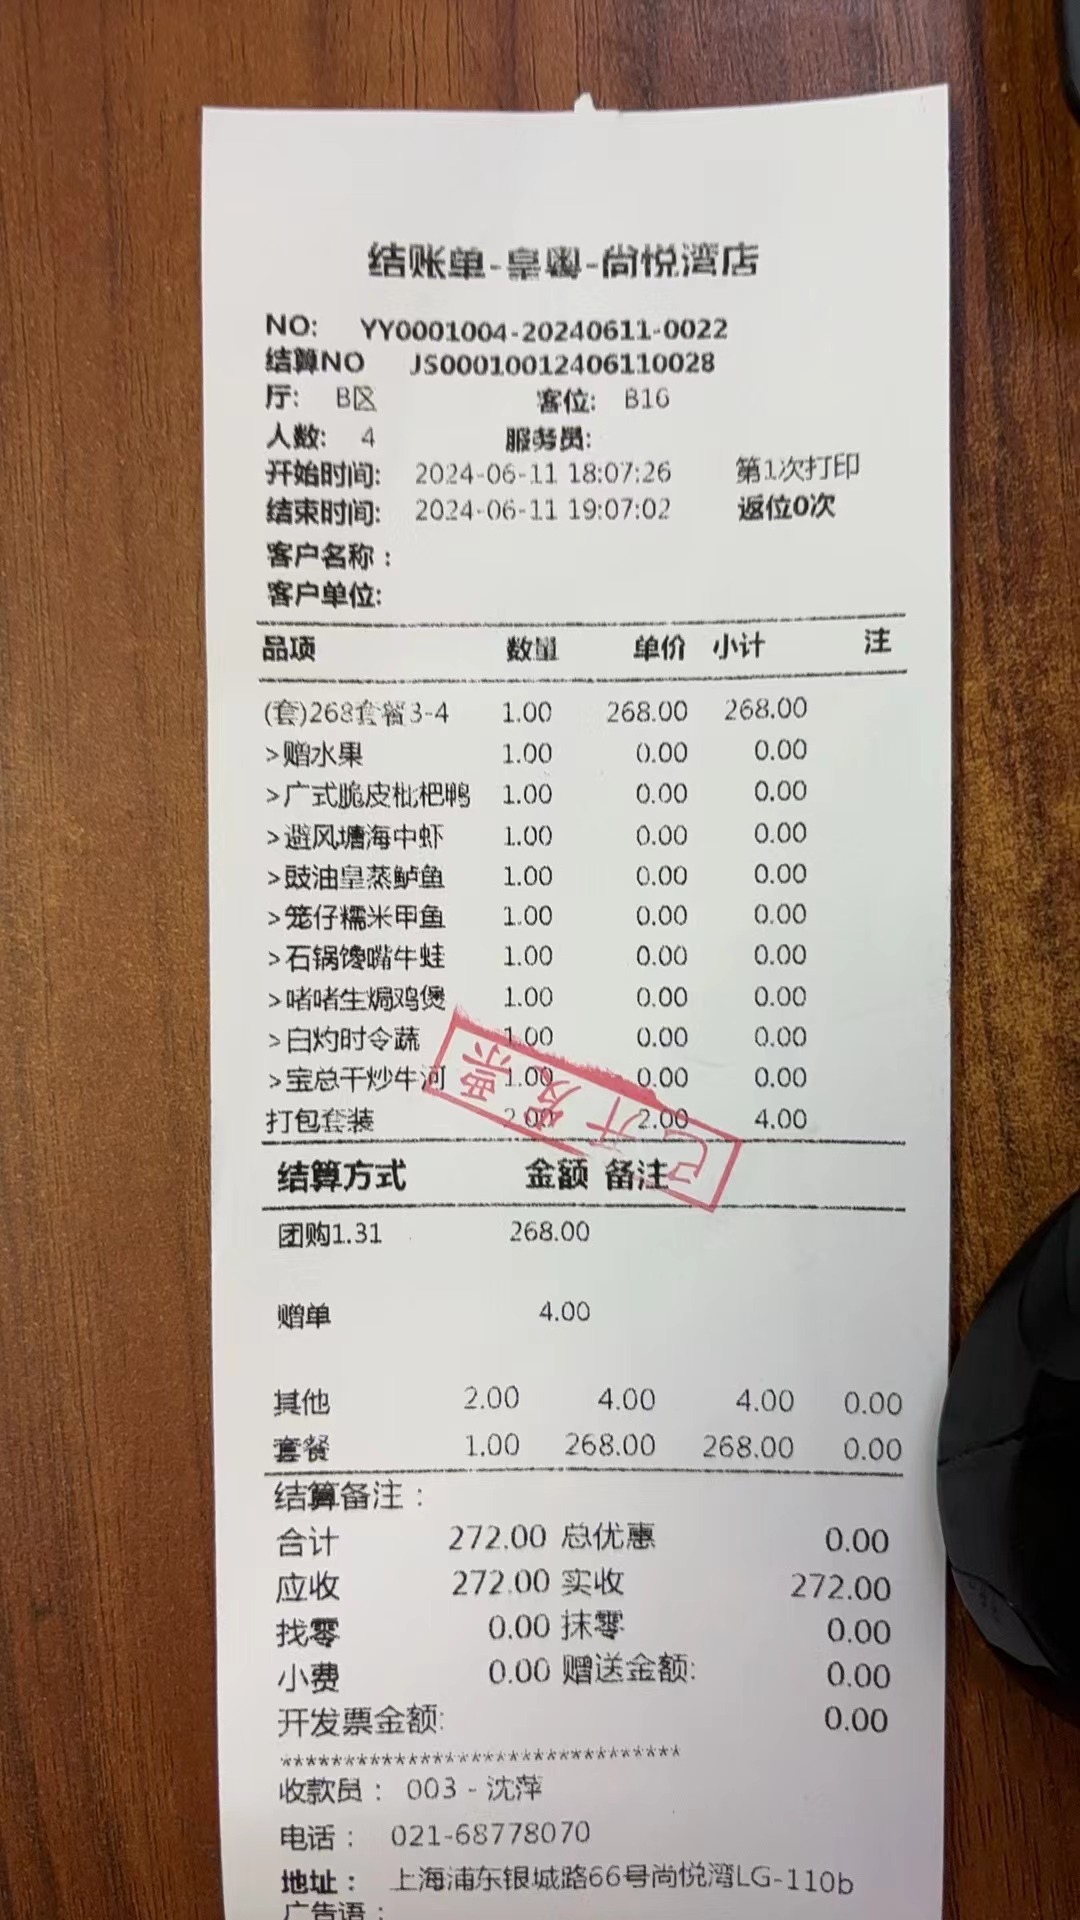 结账单-皇粤-尚悦湾店
NO: YY0001004-20240611-0022
结算NO JS00010012406110028
厅: B区 客位: B16
人数: 4 服务员:
开始时间: 2024-06-11 18:07:26 第1次打印
结束时间: 2024-06-11 19:07:02 返位0次
客户名称：
客户单位:
品项 数量 单价 小计 注
(套)268套餐3-4 1.00 268.00 268.00
>赠水果 1.00 0.00 0.00
>广式脆皮枇杷鸭 1.00 0.00 0.00
>避风塘海中虾 1.00 0.00 0.00
>豉油皇蒸鲈鱼 1.00 0.00 0.00
>笼仔糯米甲鱼 1.00 0.00 0.00
>石锅馋嘴牛蛙 1.00 0.00 0.00
>啫啫生焗鸡煲 1.00 0.00 0.00
>白灼时令蔬 1.00 0.00 0.00
>宝总干炒牛河 1.00 0.00 0.00
打包套装 2.00 2.00 4.00
已开发票
结算方式 金额 备注
团购1.31 268.00
赠单 4.00
其他 2.00 4.00 4.00 0.00
套餐 1.00 268.00 268.00 0.00
结算备注：
合计 272.00 总优惠 0.00
应收 272.00 实收 272.00
找零 0.00 抹零 0.00
小费 0.00 赠送金额: 0.00
开发票金额: 0.00
*********************************
收款员： 003 - 沈萍
电话： 021-68778070
地址： 上海浦东银城路66号尚悦湾LG-110b
广告语：